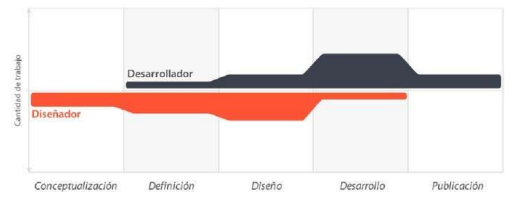 Cantidad de trabajo
Desarrollador
Diseñador
Conceptualización
Definición
Diseño
Desarrollo
Publicación